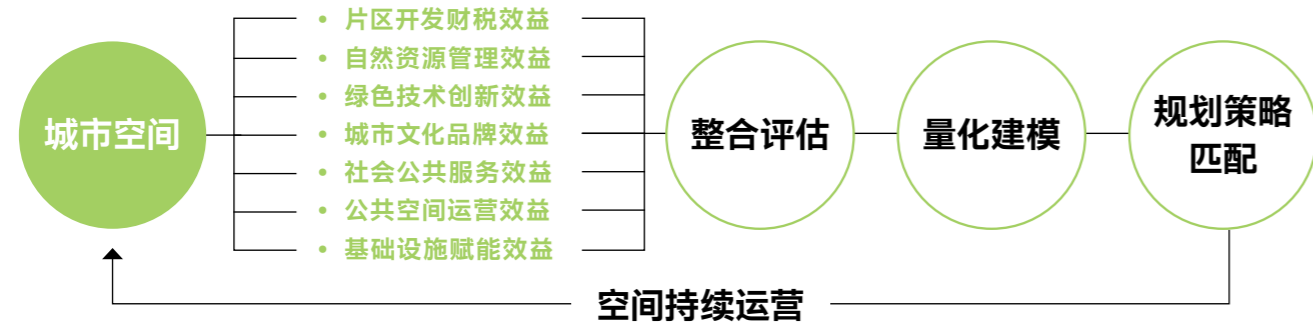 城市空间
• 片区开发财税效益
• 自然资源管理效益
• 绿色技术创新效益
• 城市文化品牌效益
• 社会公共服务效益
• 公共空间运营效益
• 基础设施赋能效益
整合评估
量化建模
规划策略
匹配
空间持续运营